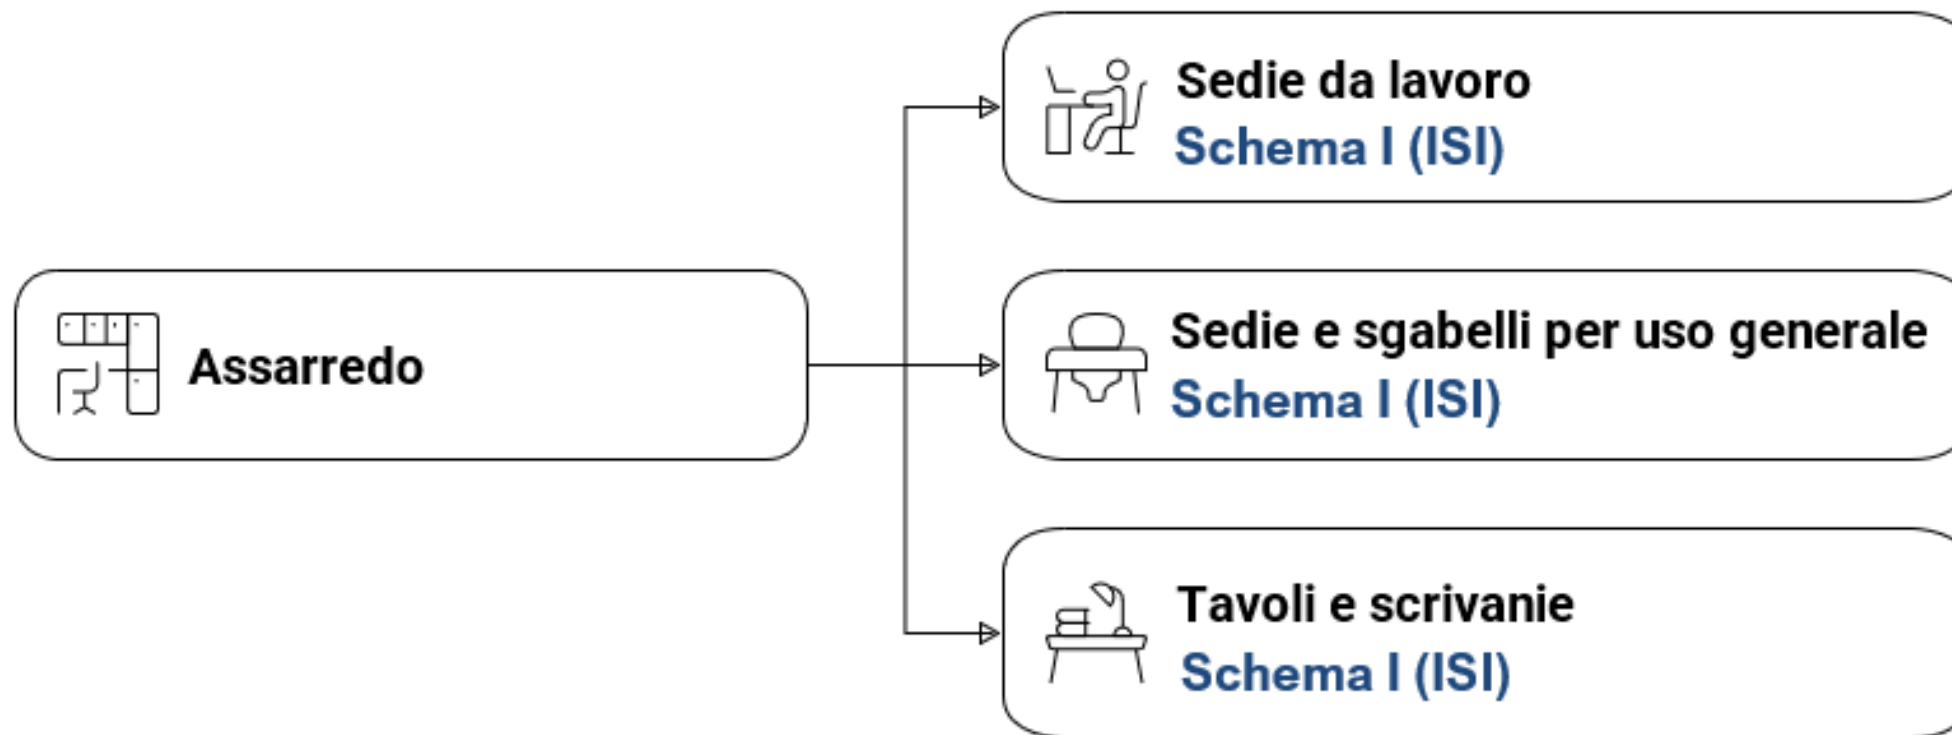 Sedie da lavoro
Schema I (ISI)
Assarredo
Sedie e sgabelli per uso generale
Schema I (ISI)
Tavoli e scrivanie
Schema I (ISI)